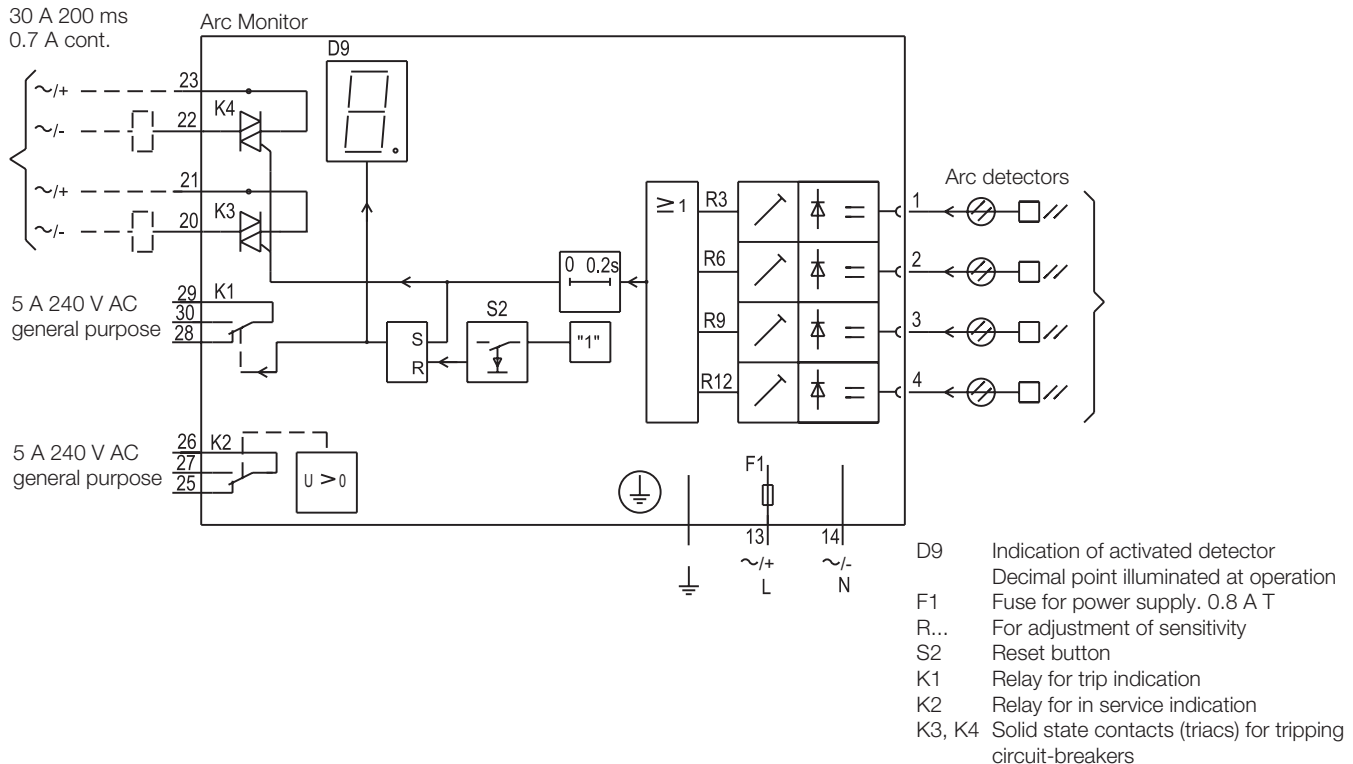 30 A 200 ms
0.7 A cont.
Arc Monitor
D9
~/+
23
K4
~/-
22
~/+
21
K3
~/-
20
Arc detectors
≥1
R3
1
R6
2
R9
3
R12
4
0 0.2s
5 A 240 V AC
general purpose
29
K1
30
28
S2
S
R
"1"
5 A 240 V AC
general purpose
26
K2
27
25
U > 0
F1
13
14
~/+
~/-
L
N
D9 Indication of activated detector
Decimal point illuminated at operation
F1 Fuse for power supply. 0.8 A T
R... For adjustment of sensitivity
S2 Reset button
K1 Relay for trip indication
K2 Relay for in service indication
K3, K4 Solid state contacts (triacs) for tripping
circuit-breakers